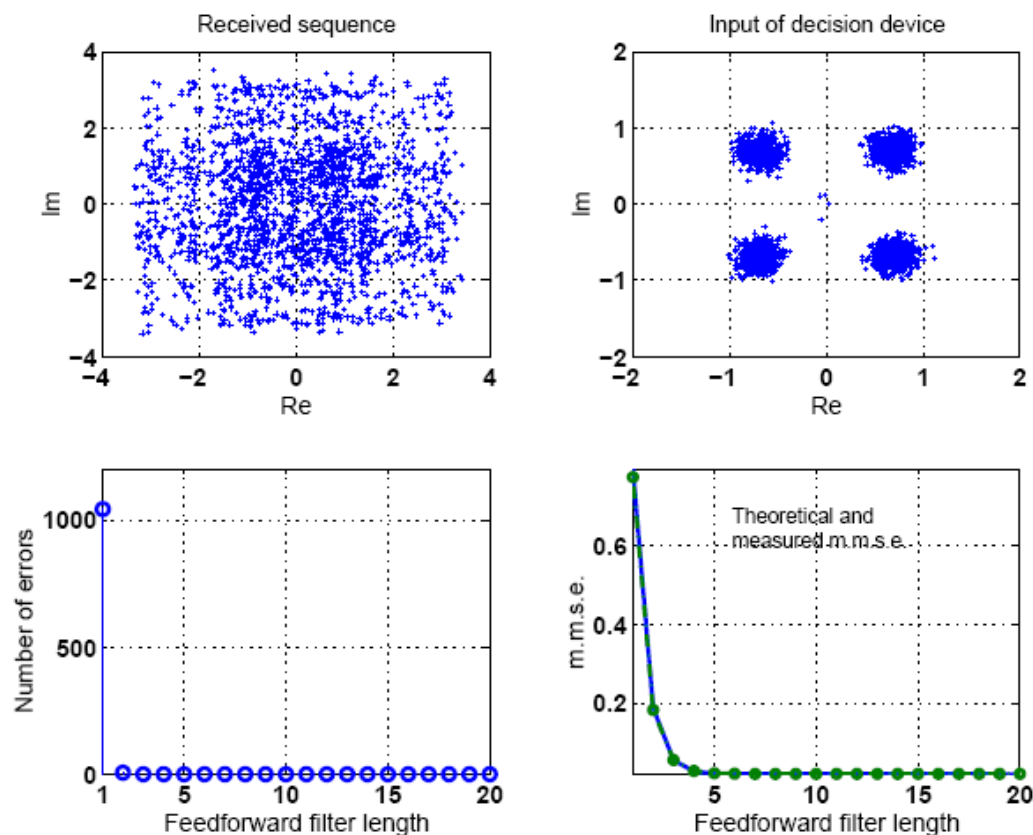 Received sequence
4
2
0
−2
−4
Im
−4
−2
0
2
4
Re
Input of decision device
2
1
0
−1
−2
Im
−2
−1
0
1
2
Re
1000
500
0
Number of errors
1
5
10
15
20
Feedforward filter length
0.6
0.4
0.2
m.m.s.e.
Theoretical and
measured m.m.s.e.
5
10
15
20
Feedforward filter length